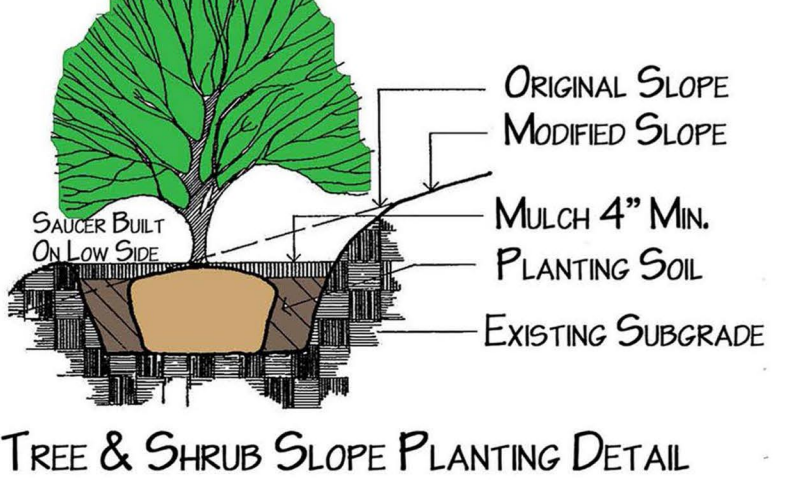 Original Slope
Modified Slope
Saucer Built
On Low Side
Mulch 4" Min.
Planting Soil
Existing Subgrade
Tree & Shrub Slope Planting Detail